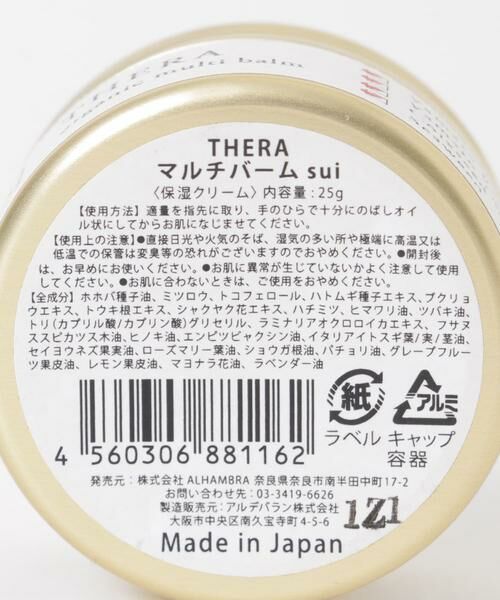 THERA
organic multi balm
THERA
マルチバーム sui
〈保湿クリーム〉内容量：25g
【使用方法】適量を指先に取り、手のひらで十分にのばしオイ
ル状にしてからお肌になじませてください。
【使用上の注意】●直接日光や火気のそば、湿気の多い所や極端に高温又は
低温での保管は変臭等の恐れがございますのでおやめください。●開封後
は、お早めにお使いください。●お肌に異常が生じていないかよく注意して使用
してください。●お肌に合わないときは、ご使用をおやめください。
【全成分】ホホバ種子油、ミツロウ、トコフェロール、ハトムギ種子エキス、ブクリョ
ウエキス、トウキ根エキス、シャクヤク花エキス、ハチミツ、ヒマワリ油、ツバキ油、
トリ(カプリル酸/カプリン酸)グリセリル、ラミナリアオクロロイカエキス、フサヌ
ススピカツス木油、ヒノキ油、エンピツビャクシン油、イタリアイトスギ葉/実/茎油、
セイヨウネズ果実油、ローズマリー葉油、ショウガ根油、パチョリ油、グレープフルー
ツ果皮油、レモン果皮油、マヨナラ花油、ラベンダー油
紙
アルミ
ラベル キャップ
容器
4 560306 881162
発売元：株式会社 ALHAMBRA 奈良県奈良市南半田中町17-2
お問い合わせ先：03-3419-6626
製造販売元：アルデバラン株式会社
大阪市中央区南久宝寺町4-5-6
1Z1
Made in Japan